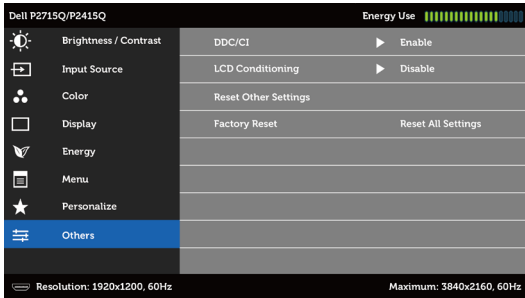 Dell P2715Q/P2415Q Energy Use
Brightness / Contrast DDC/CI Enable
Input Source LCD Conditioning Disable
Color Reset Other Settings
Display Factory Reset Reset All Settings
Energy
Menu
Personalize
Others
Resolution: 1920x1200, 60Hz Maximum: 3840x2160, 60Hz